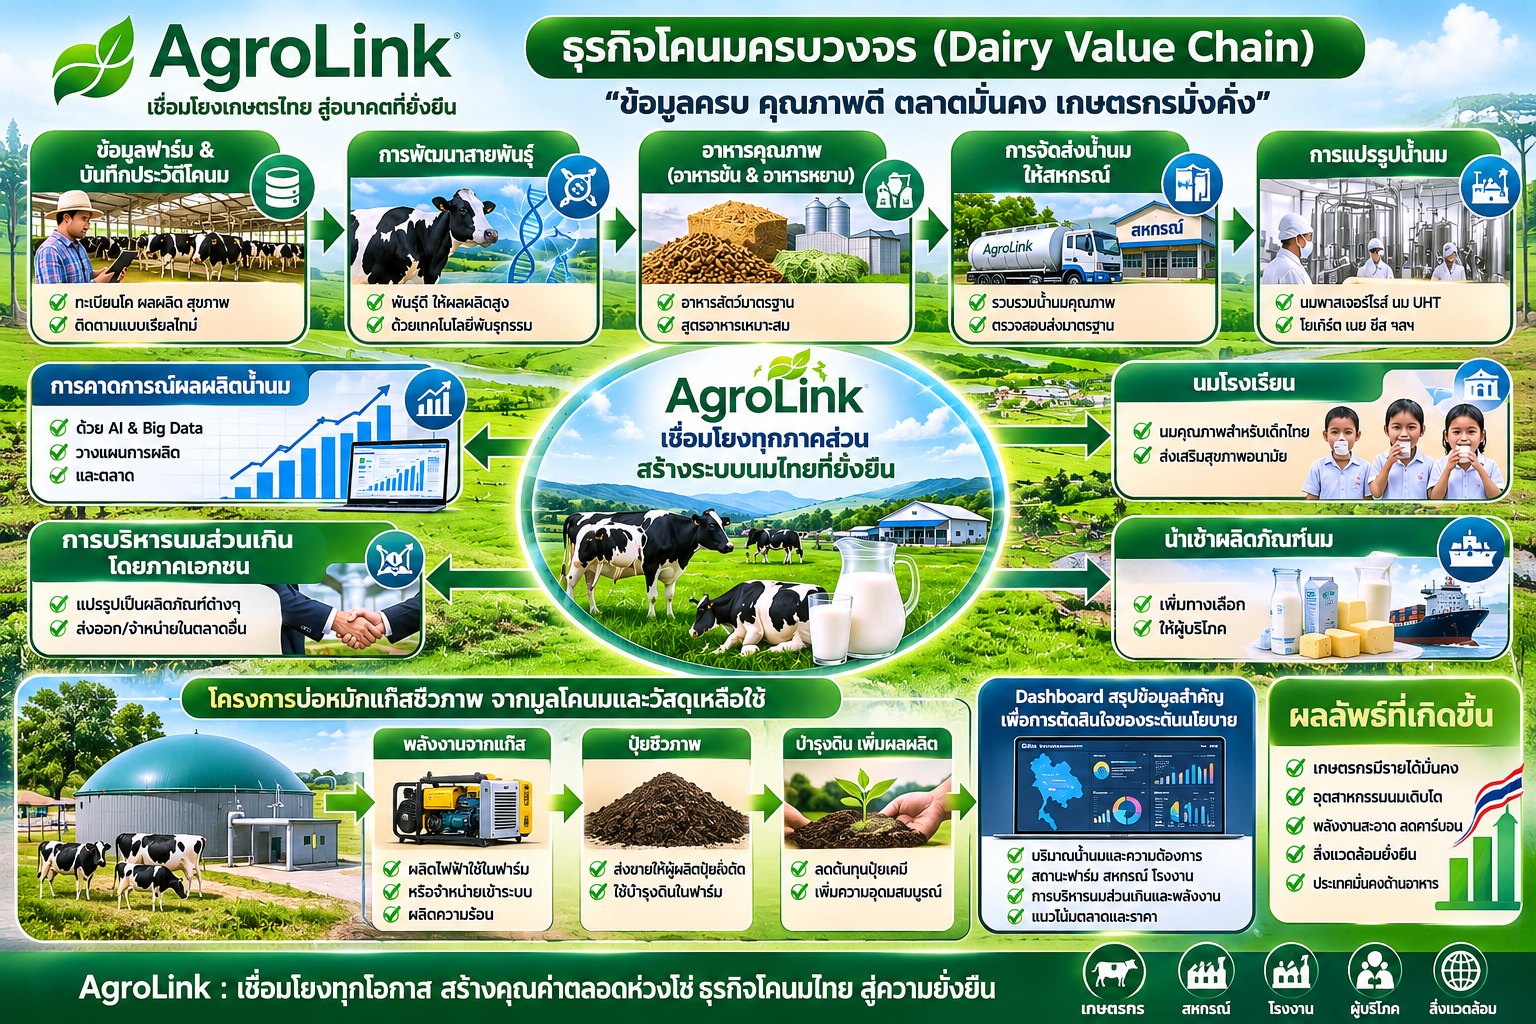 AgroLink
เชื่อมโยงเกษตรไทย สู่อนาคตที่ยั่งยืน
ธุรกิจโคนมครบวงจร (Dairy Value Chain)
“ข้อมูลครบ คุณภาพดี ตลาดมั่นคง เกษตรกรมั่งคั่ง”
ข้อมูลฟาร์ม &
บันทึกประวัติโคนม
ทะเบียนโค ผลผลิต สุขภาพ
ติดตามแบบเรียลไทม์
การพัฒนาสายพันธุ์
พันธุ์ดี ให้ผลผลิตสูง
ด้วยเทคโนโลยีพันธุกรรม
อาหารคุณภาพ
(อาหารข้น & อาหารหยาบ)
อาหารสัตว์มาตรฐาน
สูตรอาหารเหมาะสม
การจัดส่งน้ำนม
ให้สหกรณ์
AgroLink
สหกรณ์
รวบรวมน้ำนมคุณภาพ
ตรวจสอบส่งมาตรฐาน
การแปรรูปน้ำนม
นมพาสเจอร์ไรส์ นม UHT
โยเกิร์ต เนย ชีส ฯลฯ
การคาดการณ์ผลผลิตน้ำนม
ด้วย AI & Big Data
วางแผนการผลิต
และตลาด
AgroLink
เชื่อมโยงทุกภาคส่วน
สร้างระบบนมไทยที่ยั่งยืน
นมโรงเรียน
นมคุณภาพสำหรับเด็กไทย
ส่งเสริมสุขภาพอนามัย
การบริหารนมส่วนเกิน
โดยภาคเอกชน
แปรรูปเป็นผลิตภัณฑ์ต่างๆ
ส่งออก/จำหน่ายในตลาดอื่น
นำเข้าผลิตภัณฑ์นม
เพิ่มทางเลือก
ให้ผู้บริโภค
โครงการบ่อหมักแก๊สชีวภาพ จากมูลโคนมและวัสดุเหลือใช้
พลังงานจากแก๊ส
ผลิตไฟฟ้าใช้ในฟาร์ม
หรือจำหน่ายเข้าระบบ
ผลิตความร้อน
ปุ๋ยชีวภาพ
ส่งขายให้ผู้ผลิตปุ๋ยสั่งตัด
ใช้บำรุงดินในฟาร์ม
บำรุงดิน เพิ่มผลผลิต
ลดต้นทุนปุ๋ยเคมี
เพิ่มความอุดมสมบูรณ์
Dashboard สรุปข้อมูลสำคัญ
เพื่อการตัดสินใจของระดับนโยบาย
บริมาณน้ำนมและความต้องการ
สถานะฟาร์ม สหกรณ์ โรงงาน
การบริหารนมส่วนเกินและพลังงาน
แนวโน้มตลาดและราคา
ผลลัพธ์ที่เกิดขึ้น
เกษตรกรมีรายได้มั่นคง
อุตสาหกรรมนมเติบโต
พลังงานสะอาด ลดคาร์บอน
สิ่งแวดล้อมยั่งยืน
ประเทศมั่นคงด้านอาหาร
AgroLink : เชื่อมโยงทุกโอกาส สร้างคุณค่าตลอดห่วงโซ่ ธุรกิจโคนมไทย สู่ความยั่งยืน
เกษตรกร
สหกรณ์
โรงงาน
ผู้บริโภค
สิ่งแวดล้อม